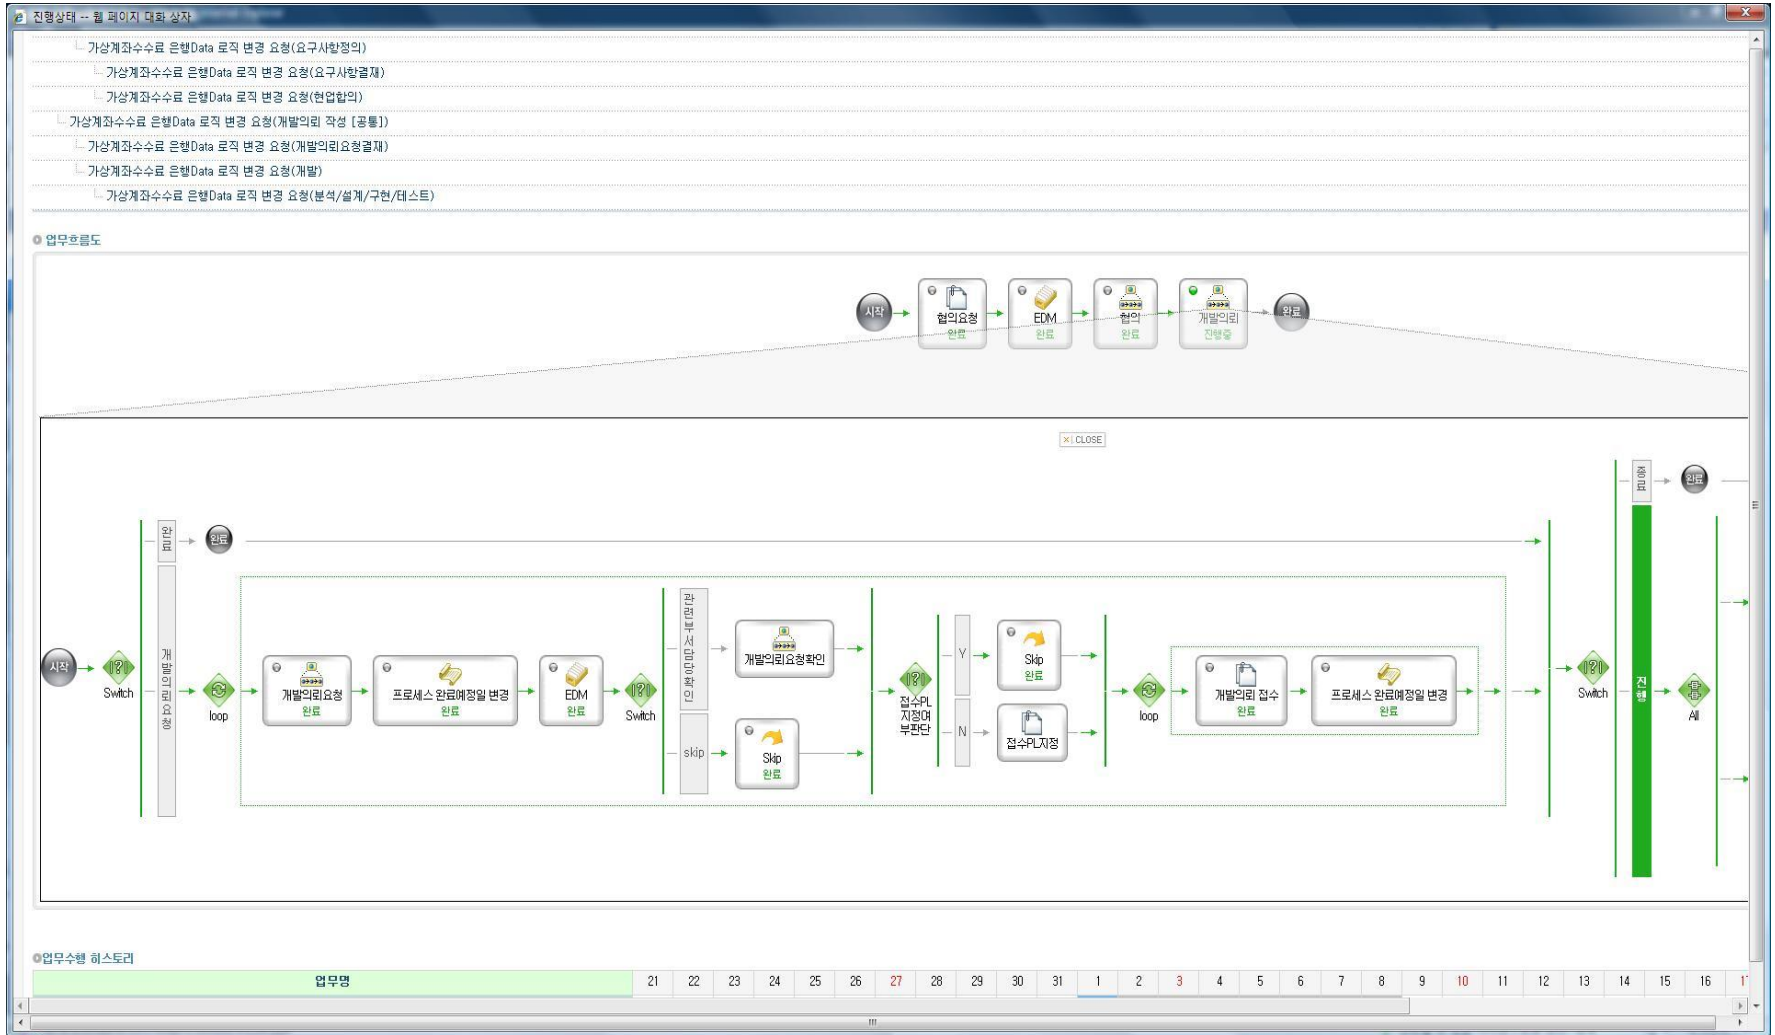 진행상태 -- 웹 페이지 대화 상자
가상계좌수수료 은행Data 로직 변경 요청(요구사항정의)
가상계좌수수료 은행Data 로직 변경 요청(요구사항결재)
가상계좌수수료 은행Data 로직 변경 요청(현업합의)
가상계좌수수료 은행Data 로직 변경 요청(개발의뢰 작성 [공통])
가상계좌수수료 은행Data 로직 변경 요청(개발의뢰요청결재)
가상계좌수수료 은행Data 로직 변경 요청(개발)
가상계좌수수료 은행Data 로직 변경 요청(분석/설계/구현/테스트)
업무흐름도
시작
협의요청
완료
EDM
완료
협의
완료
개발의뢰
진행중
완료
CLOSE
시작
Switch
완료
완료
개발의뢰요청
loop
개발의뢰요청
완료
프로세스 완료예정일 변경
완료
EDM
완료
Switch
관련부서담당확인
개발의뢰요청확인
skip
Skip
완료
접수PL
지정여
부판단
Y
Skip
완료
N
접수PL지정
loop
개발의뢰 접수
완료
프로세스 완료예정일 변경
완료
Switch
종료
완료
진행
All
업무수행 히스토리
업무명 21 22 23 24 25 26 27 28 29 30 31 1 2 3 4 5 6 7 8 9 10 11 12 13 14 15 16